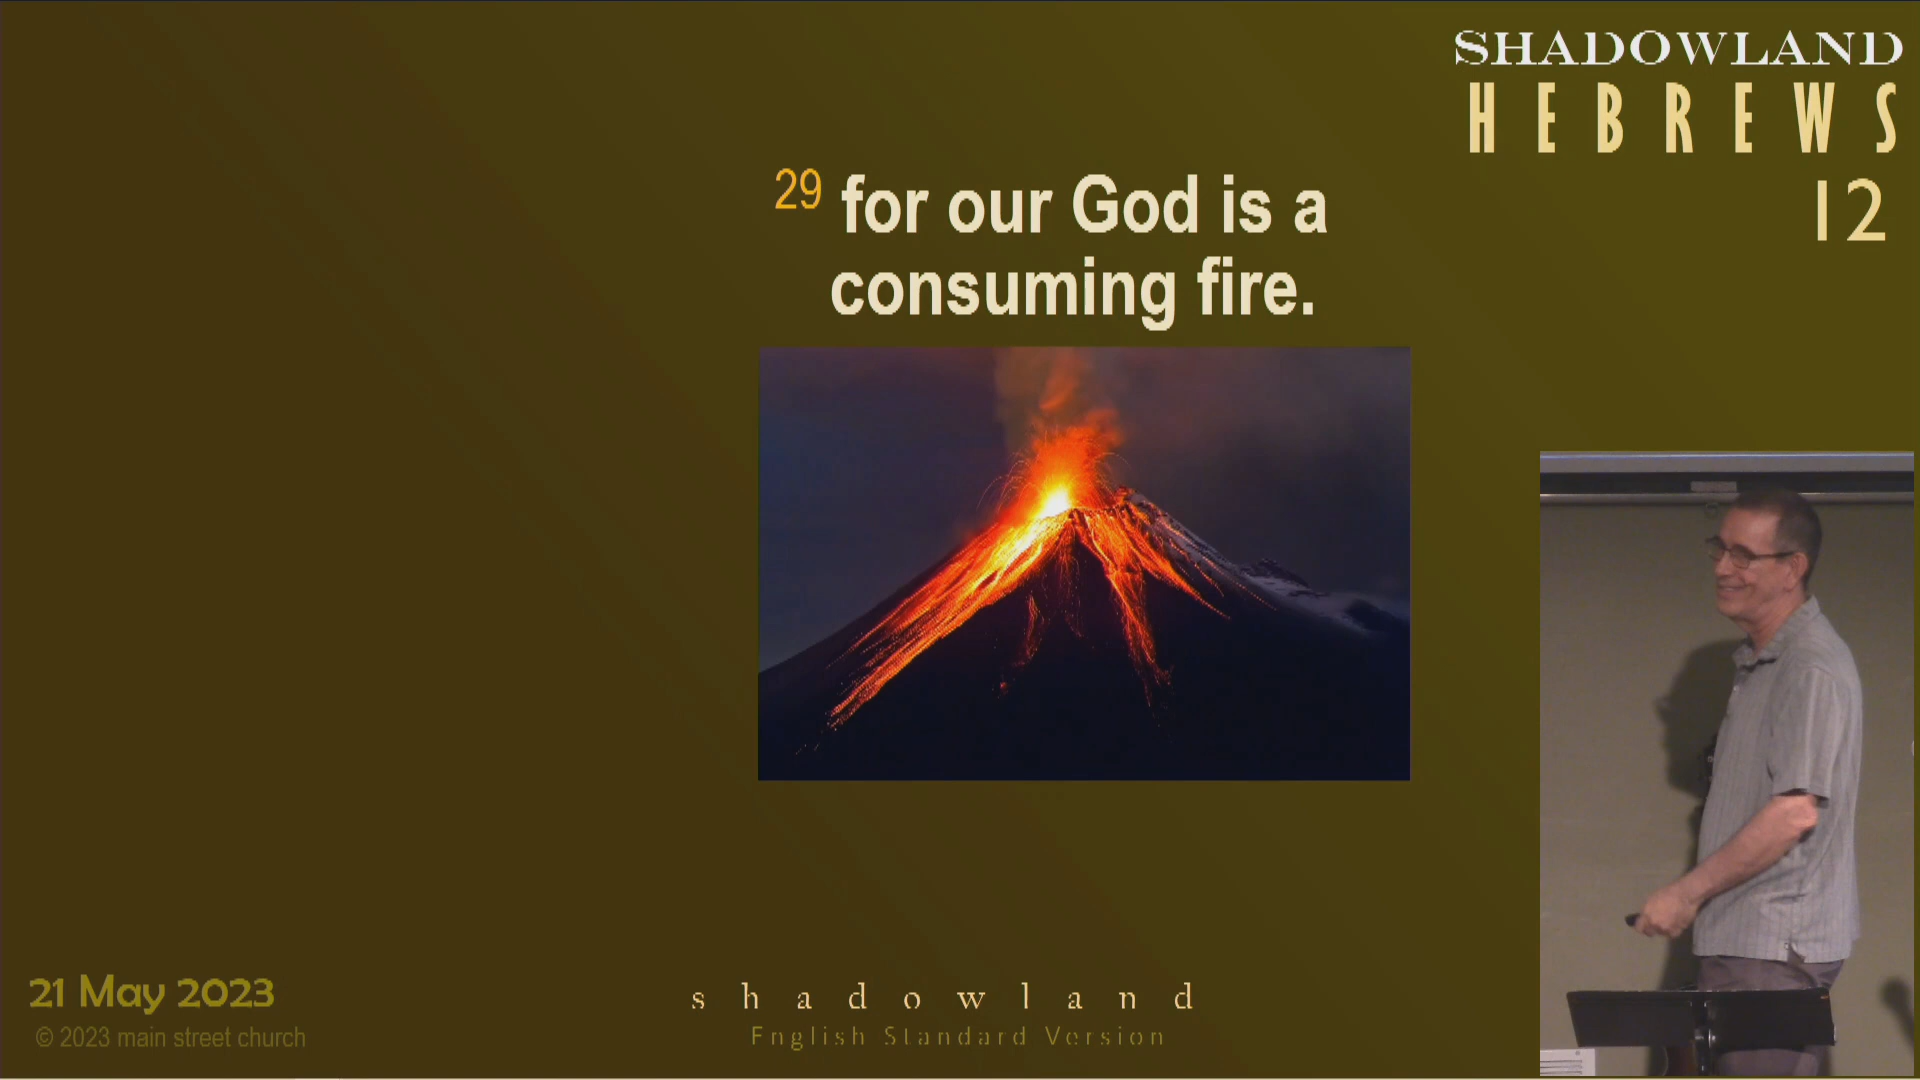 SHADOWLAND
HEBREWS
12
29 for our God is a
consuming fire.
21 May 2023
© 2023 main street church
shadowland
English Standard Version